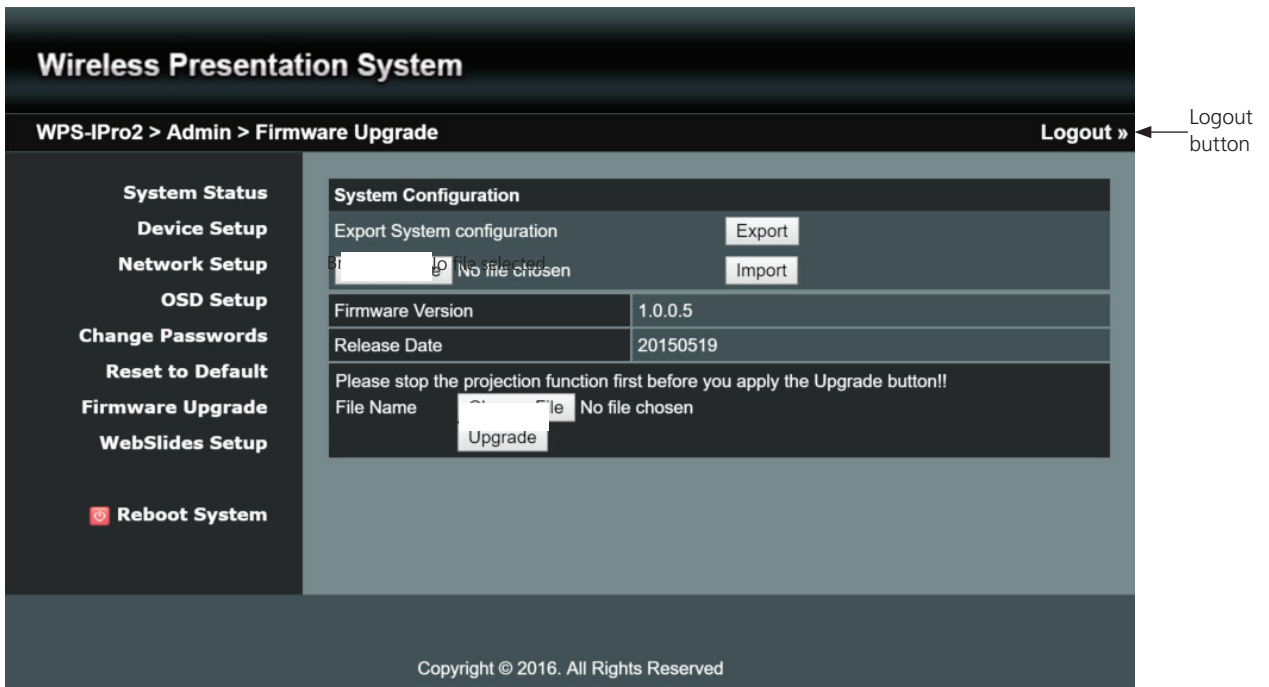 Wireless Presentation System
WPS-IPro2 > Admin > Firmware Upgrade
Logout »
Logout
button
System Status
Device Setup
Network Setup
OSD Setup
Change Passwords
Reset to Default
Firmware Upgrade
WebSlides Setup
Reboot System
System Configuration
Export System configuration Export
No file chosen Import
Firmware Version 1.0.0.5
Release Date 20150519
Please stop the projection function first before you apply the Upgrade button!!
File Name No file chosen
Upgrade
Copyright © 2016. All Rights Reserved